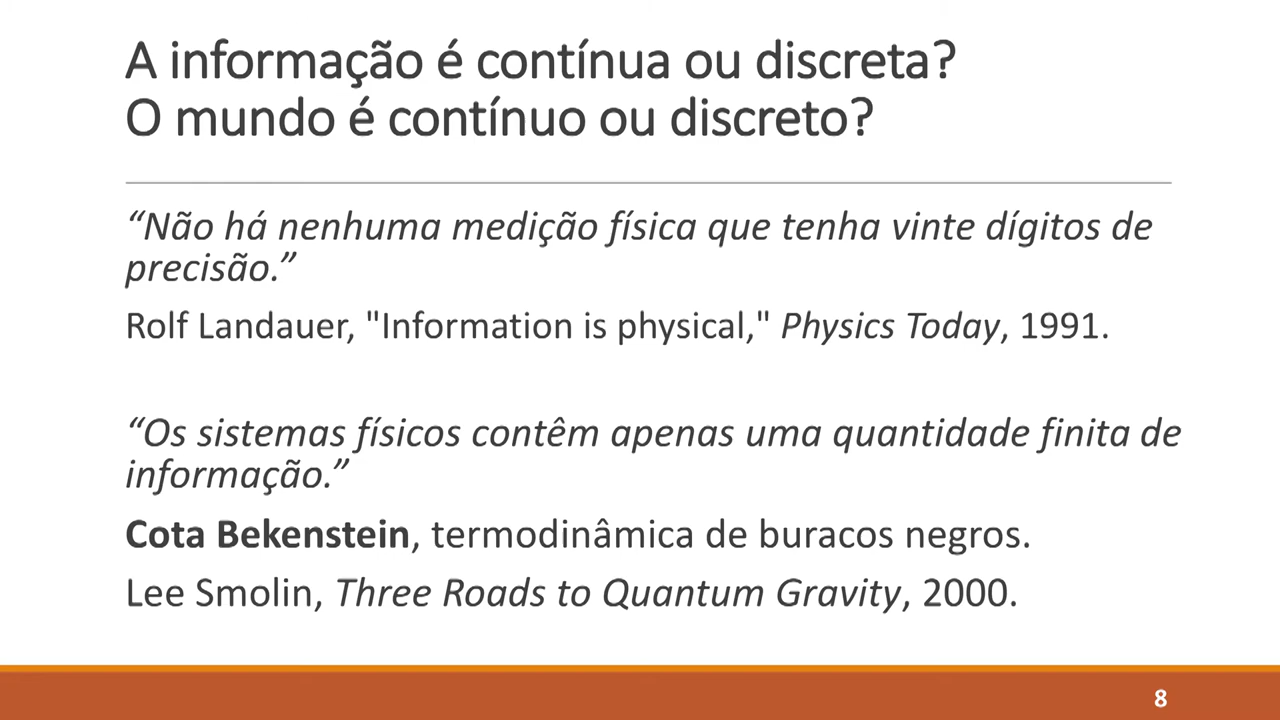 A informação é contínua ou discreta?
O mundo é contínuo ou discreto?
“Não há nenhuma medição física que tenha vinte dígitos de
precisão.”
Rolf Landauer, "Information is physical," Physics Today, 1991.
“Os sistemas físicos contêm apenas uma quantidade finita de
informação.”
Cota Bekenstein, termodinâmica de buracos negros.
Lee Smolin, Three Roads to Quantum Gravity, 2000.
8